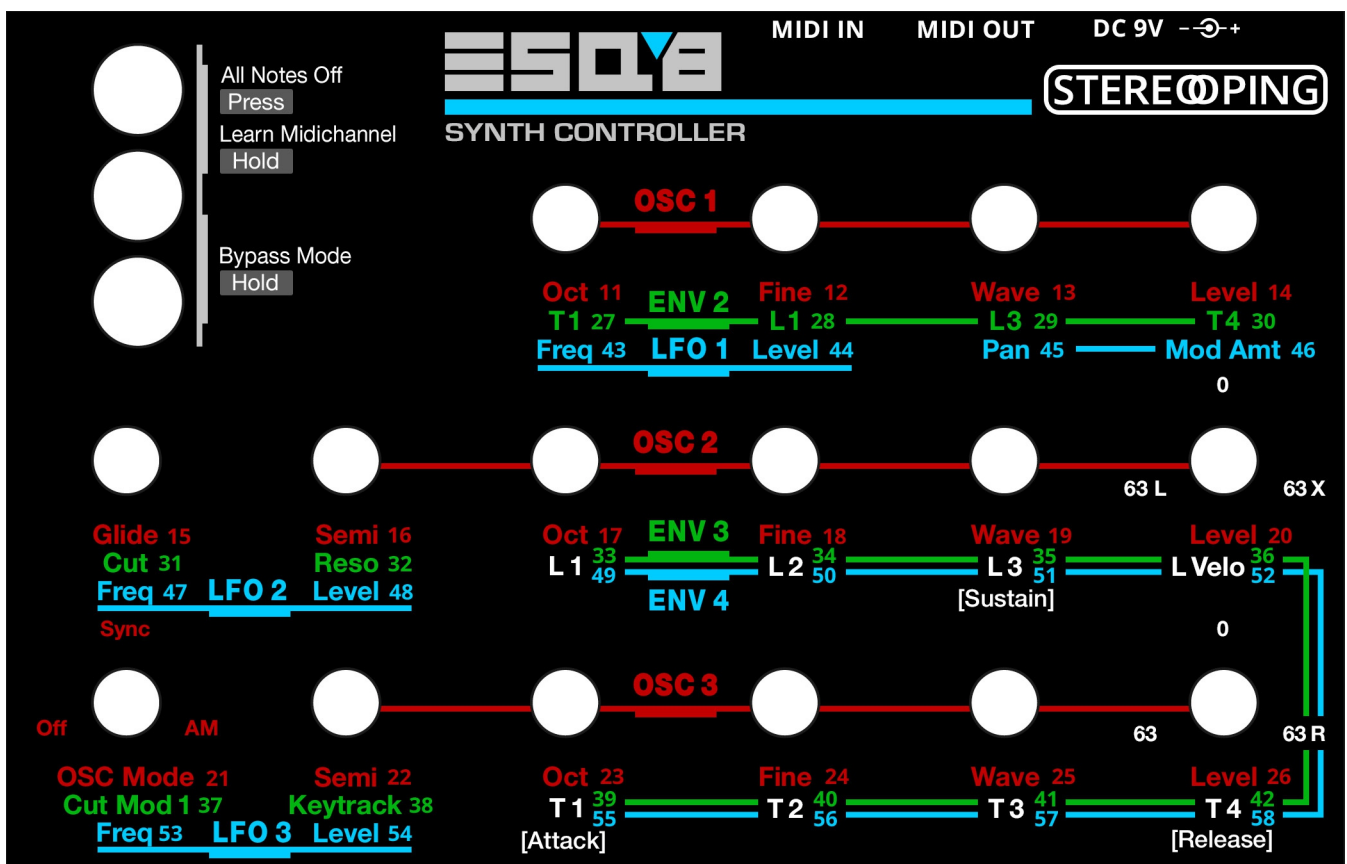 MIDI IN MIDI OUT DC 9V - +
ESQ8
STEREOPING
SYNTH CONTROLLER
All Notes Off
Press
Learn Midichannel
Hold
Bypass Mode
Hold
OSC 1
Oct 11 Fine 12 Wave 13 Level 14
ENV 2
T1 27 L1 28 L3 29 T4 30
Freq 43 LFO 1 Level 44 Pan 45 Mod Amt 46
0
OSC 2
63 L 63 X
Glide 15 Semi 16 Oct 17 Fine 18 Wave 19 Level 20
ENV 3
Cut 31 Reso 32 33 34 35 36
L 1 L 2 L 3 L Velo
Freq 47 LFO 2 Level 48 49 50 51 52
ENV 4
[Sustain]
Sync 0
OSC 3
Off AM 63 63 R
OSC Mode 21 Semi 22 Oct 23 Fine 24 Wave 25 Level 26
Cut Mod 1 37 Keytrack 38 39 40 41 42
T 1 T 2 T 3 T 4
Freq 53 LFO 3 Level 54 55 56 57 58
[Attack] [Release]